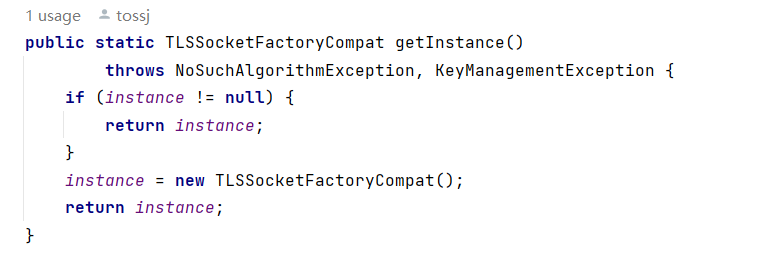 1 usage tossj
public static TLSSocketFactoryCompat getInstance()
        throws NoSuchAlgorithmException, KeyManagementException {
    if (instance != null) {
        return instance;
    }
    instance = new TLSSocketFactoryCompat();
    return instance;
}